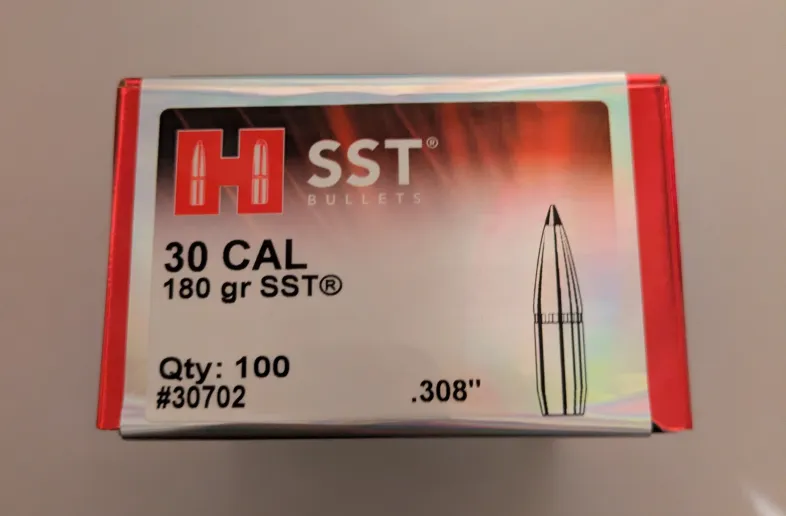 H
SST®
BULLETS
30 CAL
180 gr SST®
Qty: 100
#30702
.308"